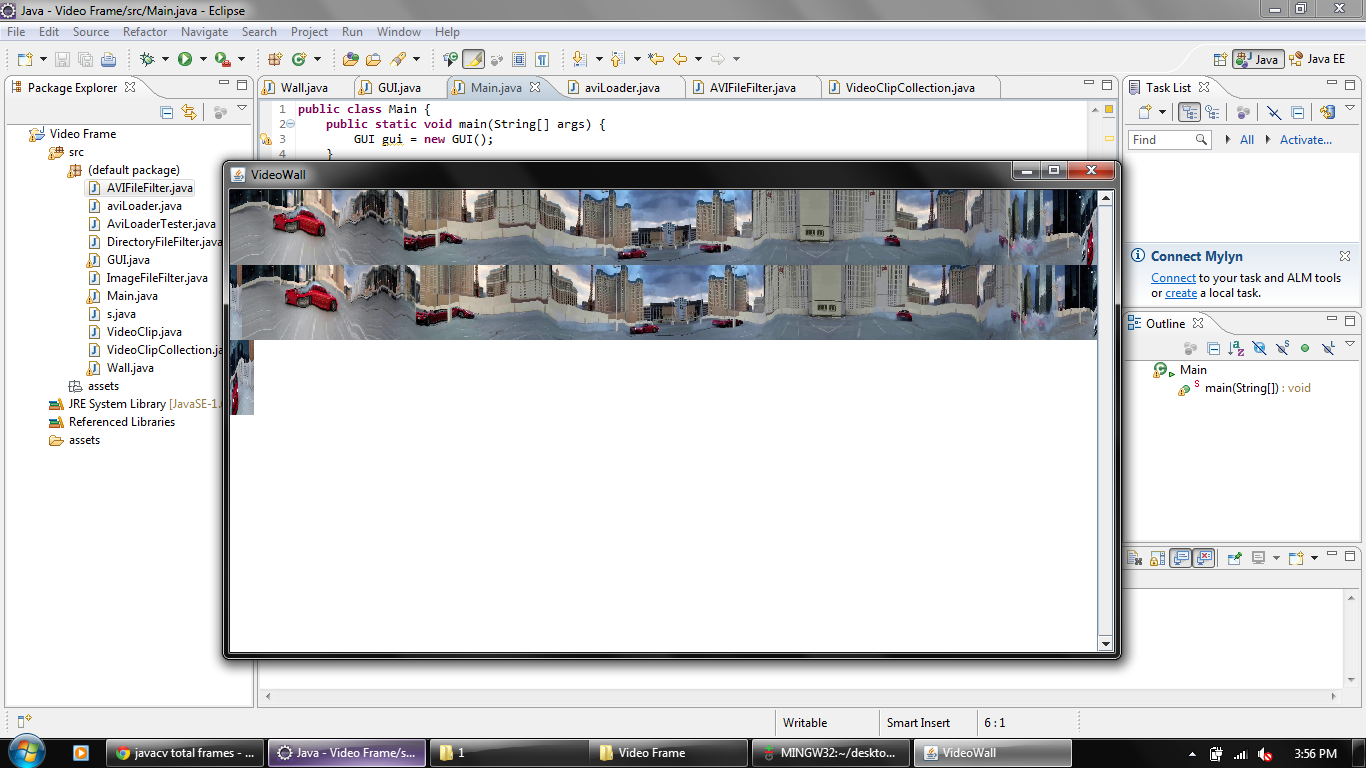 Java - Video Frame/src/Main.java - Eclipse
File Edit Source Refactor Navigate Search Project Run Window Help
Java Java EE
Package Explorer
Wall.java GUI.java Main.java aviLoader.java AVIFileFilter.java VideoClipCollection.java
Task List
1 public class Main {
2 public static void main(String[] args) {
3 GUI gui = new GUI();
4 }
Find All Activate...
Video Frame
src
(default package)
AVIFileFilter.java
aviLoader.java
AviLoaderTester.java
DirectoryFileFilter.java
GUI.java
ImageFileFilter.java
Main.java
s.java
VideoClip.java
VideoClipCollection.ja
Wall.java
assets
JRE System Library [JavaSE-1.
Referenced Libraries
assets
VideoWall
Connect Mylyn
Connect to your task and ALM tools
or create a local task.
Outline
Main
S main(String[]) : void
Writable Smart Insert 6 : 1
javacv total frames - ... Java - Video Frame/s... 1 Video Frame MINGW32:~/deskto... VideoWall 3:56 PM